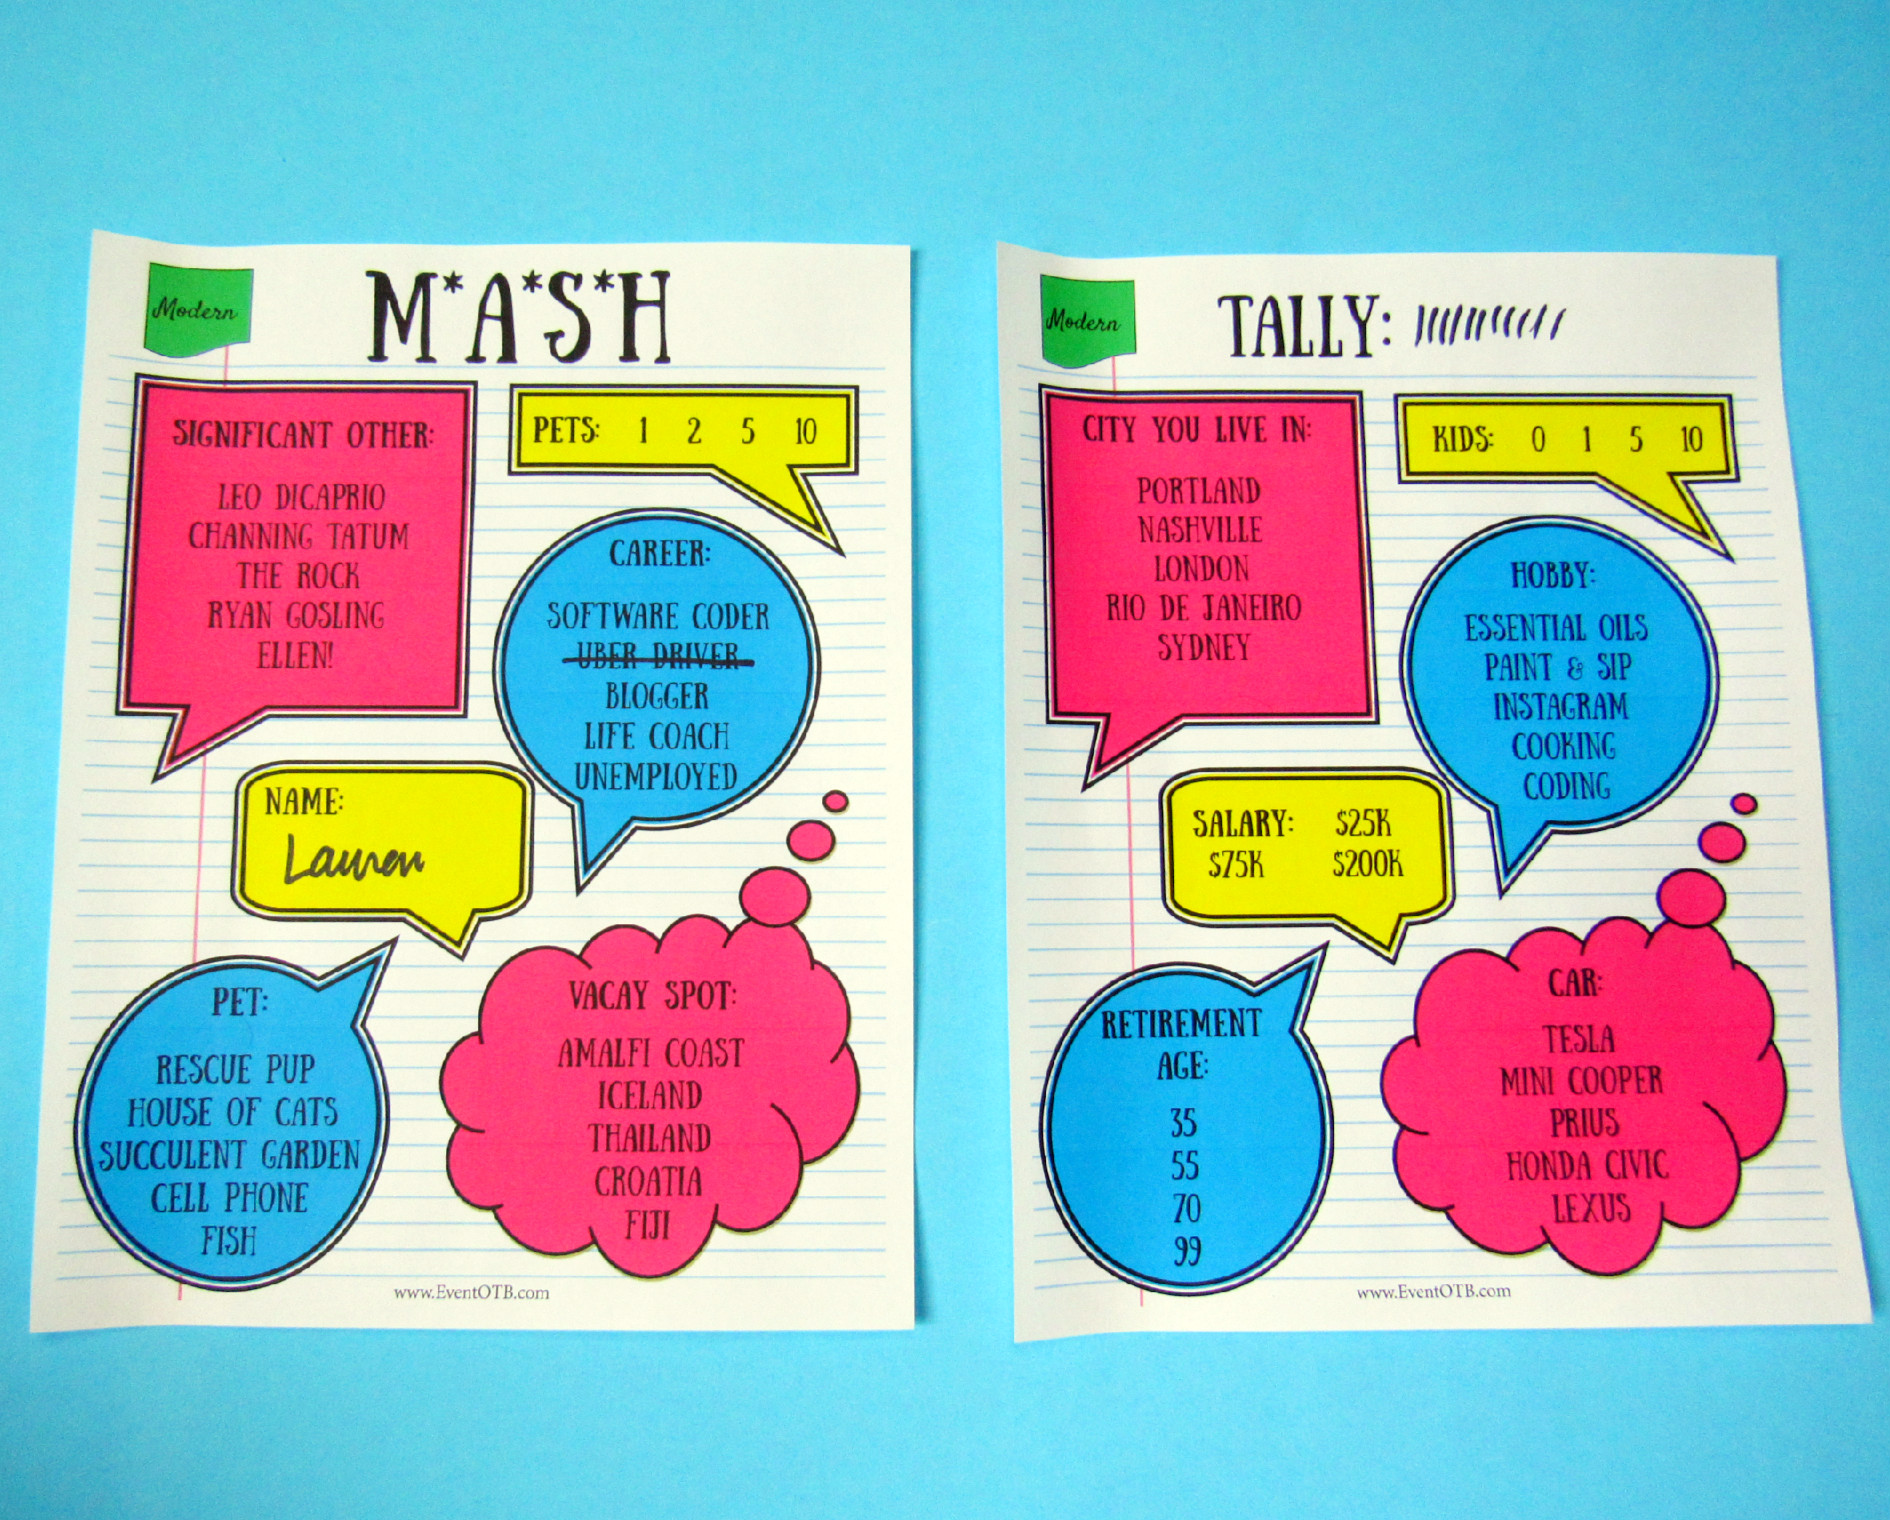 Modern
M*A*S*H
SIGNIFICANT OTHER:
LEO DICAPRIO
CHANNING TATUM
THE ROCK
RYAN GOSLING
ELLEN!
PETS: 1 2 5 10
CAREER:
SOFTWARE CODER
UBER DRIVER
BLOGGER
LIFE COACH
UNEMPLOYED
NAME:
Lauren
PET:
RESCUE PUP
HOUSE OF CATS
SUCCULENT GARDEN
CELL PHONE
FISH
VACAY SPOT:
AMALFI COAST
ICELAND
THAILAND
CROATIA
FIJI
www.EventOTB.com
Modern
TALLY:
CITY YOU LIVE IN:
PORTLAND
NASHVILLE
LONDON
RIO DE JANEIRO
SYDNEY
KIDS: 0 1 5 10
HOBBY:
ESSENTIAL OILS
PAINT & SIP
INSTAGRAM
COOKING
CODING
SALARY: $25K
$75K $200K
RETIREMENT
AGE:
35
55
70
99
CAR:
TESLA
MINI COOPER
PRIUS
HONDA CIVIC
LEXUS
www.EventOTB.com